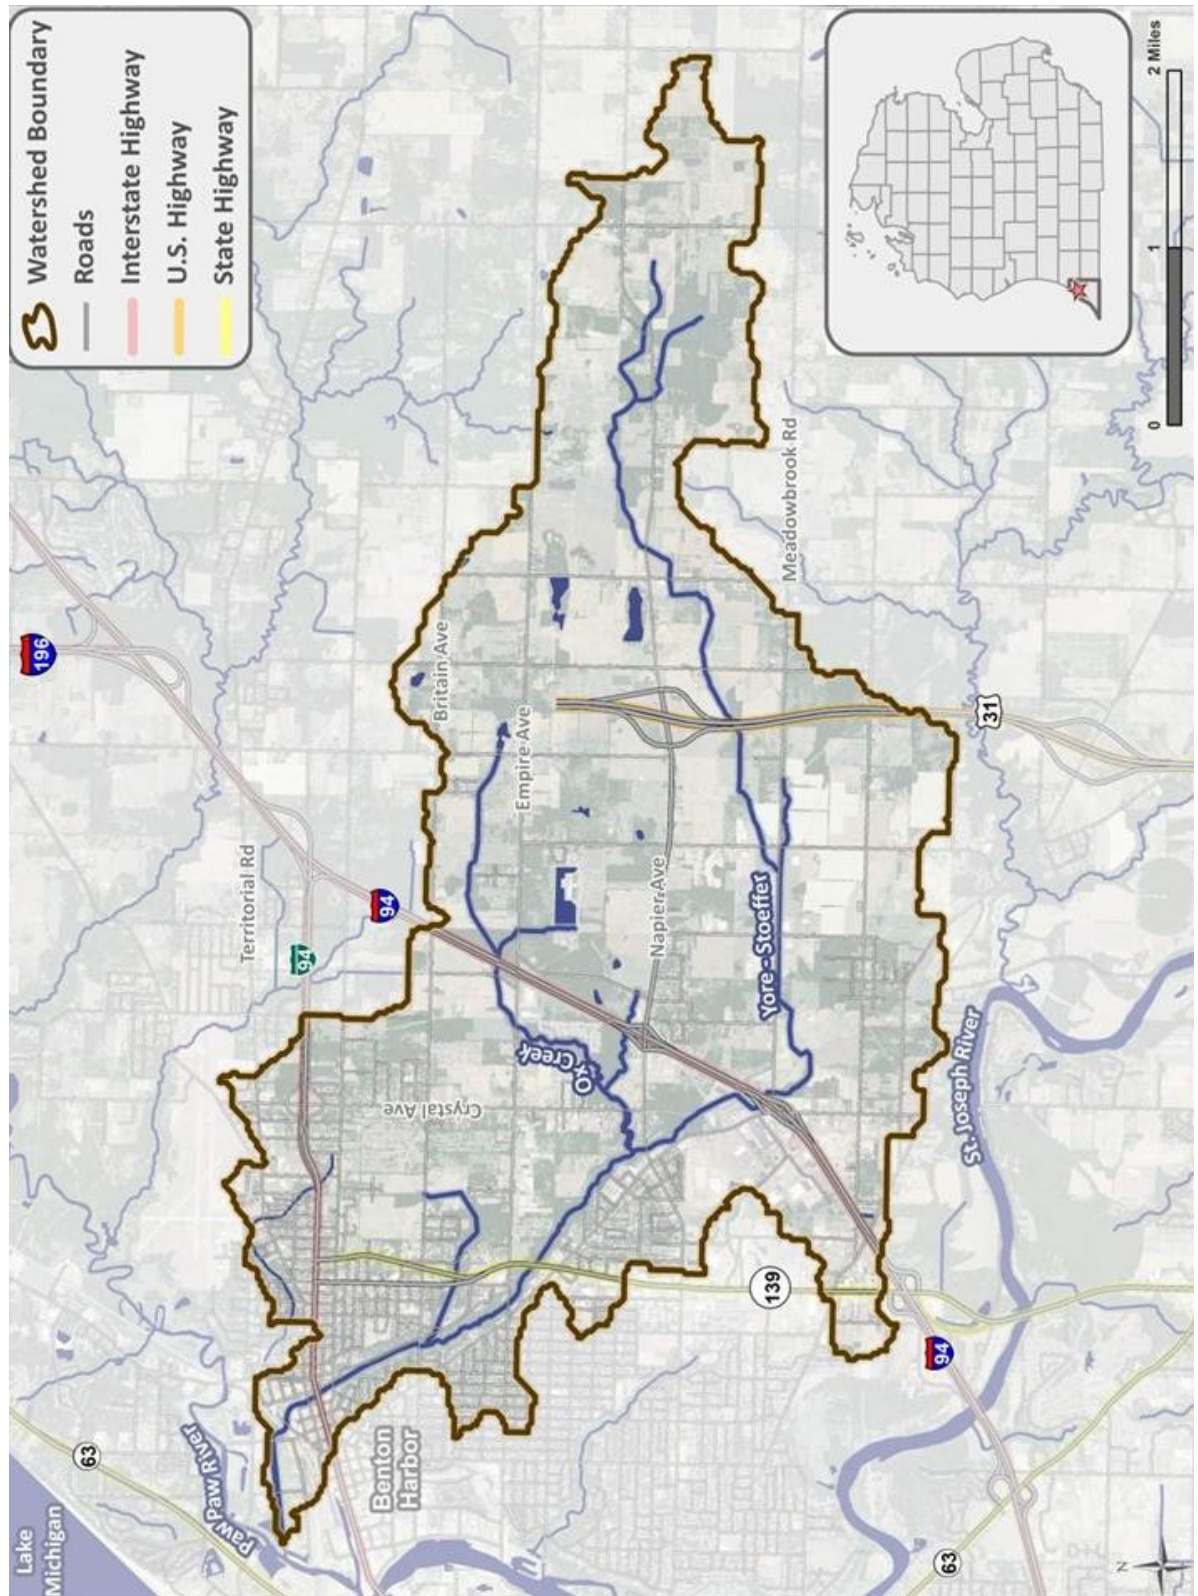 Watershed Boundary
Roads
Interstate Highway
U.S. Highway
State Highway
Lake
Michigan
63
Paw Paw River
Benton
Harbor
Territorial Rd
94
94
196
Britain Ave
Empire Ave
Crystal Ave
Ox Creek
Napier Ave
Yore - Stoeffer
Meadowbrook Rd
31
139
94
St. Joseph River
63
N
0
1
2 Miles